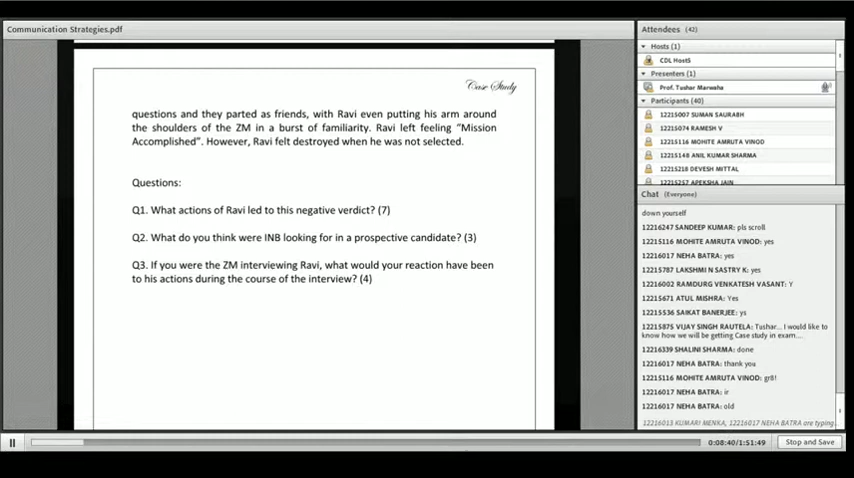 Communication Strategies.pdf
Case Study
questions and they parted as friends, with Ravi even putting his arm around
the shoulders of the ZM in a burst of familiarity. Ravi left feeling "Mission
Accomplished". However, Ravi felt destroyed when he was not selected.
Questions:
Q1. What actions of Ravi led to this negative verdict? (7)
Q2. What do you think were INB looking for in a prospective candidate? (3)
Q3. If you were the ZM interviewing Ravi, what would your reaction have been
to his actions during the course of the interview? (4)
Attendees (42)
Hosts (1)
CDL Host5
Presenters (1)
Prof. Tushar Marwaha
Participants (40)
12215007 SUMAN SAURABH
12215074 RAMESH V
12215116 MOHITE AMRUTA VINOD
12215148 ANIL KUMAR SHARMA
12215218 DEVESH MITTAL
12215257 APEKSHA JAIN
Chat (Everyone)
down yourself
12216247 SANDEEP KUMAR: pls scroll
12215116 MOHITE AMRUTA VINOD: yes
12216017 NEHA BATRA: yes
12215787 LAKSHMI N SASTRY K: yes
12216002 RAMDURG VENKATESH VASANT: Y
12215671 ATUL MISHRA: Yes
12215536 SAIKAT BANERJEE: ys
12215875 VIJAY SINGH RAUTELA: Tushar... I would like to
know how we will be getting Case study in exam....
12216339 SHALINI SHARMA: done
12216017 NEHA BATRA: thank you
12215116 MOHITE AMRUTA VINOD: gr8!
12216017 NEHA BATRA: ir
12216017 NEHA BATRA: old
12216013 KUMARI MENKA, 12216017 NEHA BATRA are typing
0:08:40/1:51:49
Stop and Save